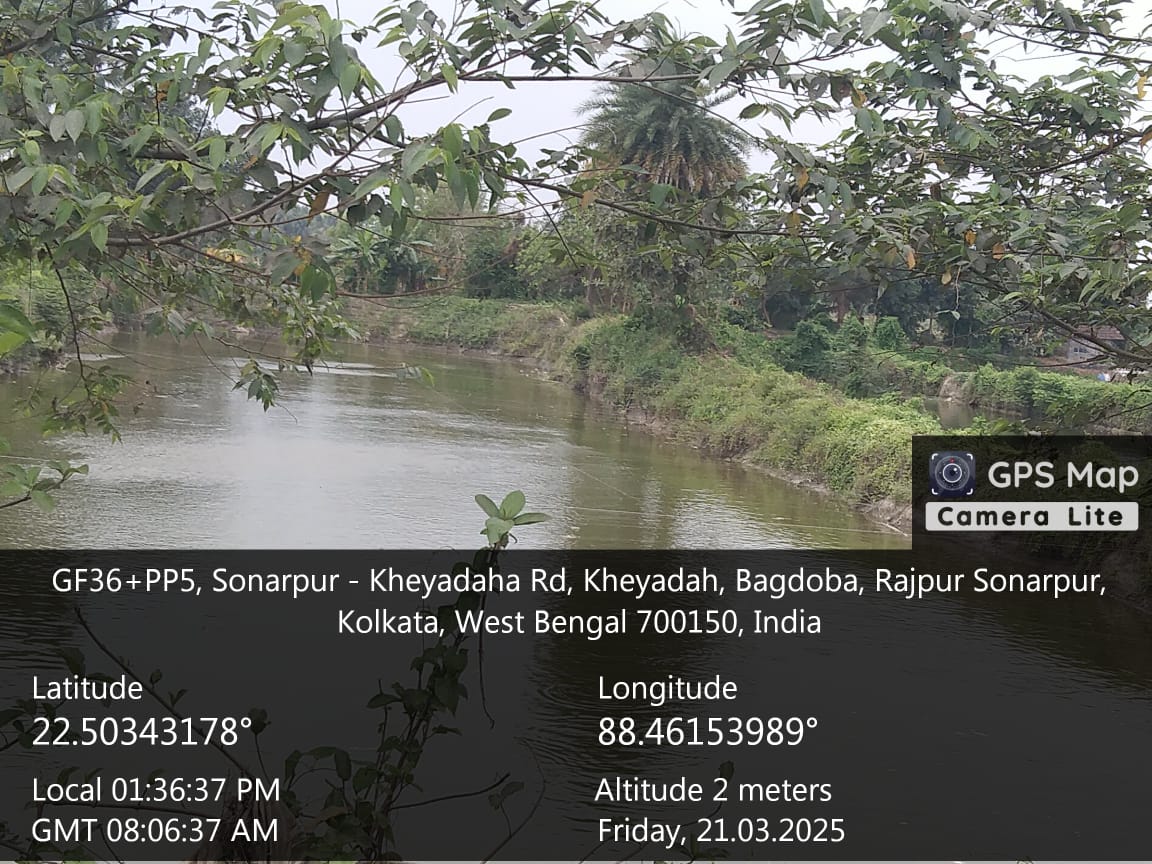 GPS Map
Camera Lite
GF36+PP5, Sonarpur - Kheyadaha Rd, Kheyadah, Bagdoba, Rajpur Sonarpur,
Kolkata, West Bengal 700150, India
Latitude
22.50343178°
Longitude
88.46153989°
Local 01:36:37 PM
GMT 08:06:37 AM
Altitude 2 meters
Friday, 21.03.2025